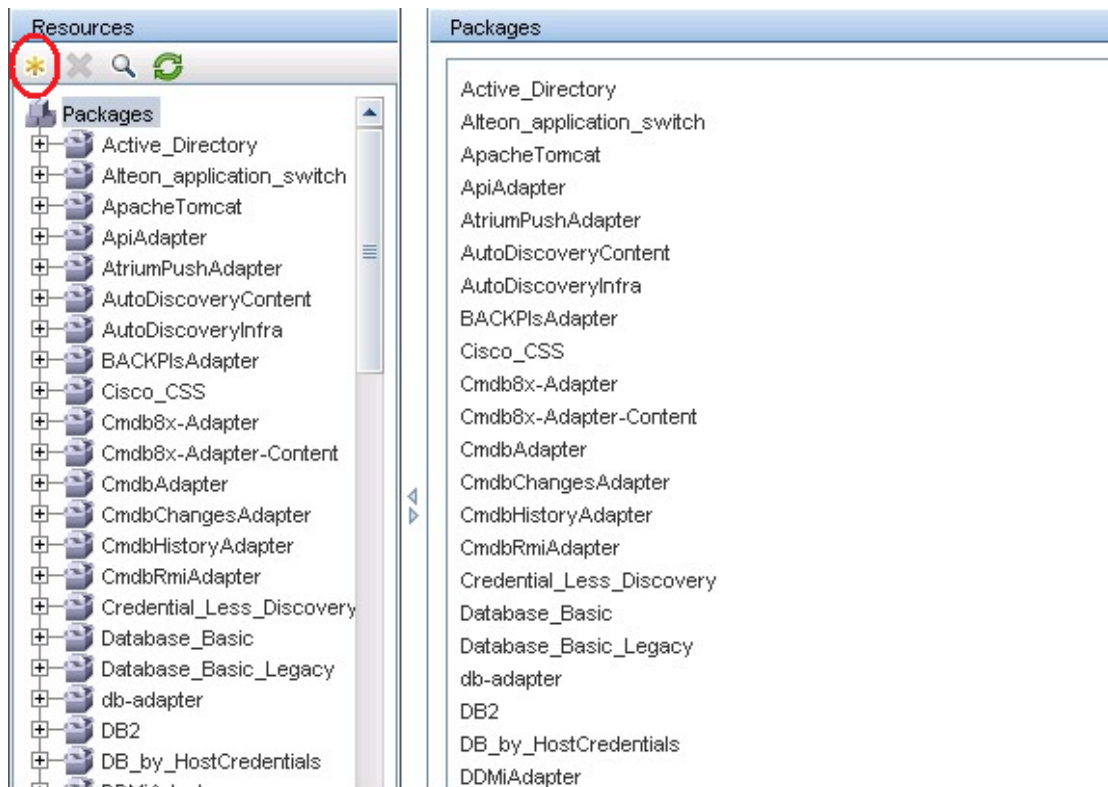 Resources
Packages
Active_Directory
Alteon_application_switch
ApacheTomcat
ApiAdapter
AtriumPushAdapter
AutoDiscoveryContent
AutoDiscoveryInfra
BACKPIsAdapter
Cisco_CSS
Cmdb8x-Adapter
Cmdb8x-Adapter-Content
CmdbAdapter
CmdbChangesAdapter
CmdbHistoryAdapter
CmdbRmiAdapter
Credential_Less_Discovery
Database_Basic
Database_Basic_Legacy
db-adapter
DB2
DB_by_HostCredentials
Packages
Active_Directory
Alteon_application_switch
ApacheTomcat
ApiAdapter
AtriumPushAdapter
AutoDiscoveryContent
AutoDiscoveryInfra
BACKPIsAdapter
Cisco_CSS
Cmdb8x-Adapter
Cmdb8x-Adapter-Content
CmdbAdapter
CmdbChangesAdapter
CmdbHistoryAdapter
CmdbRmiAdapter
Credential_Less_Discovery
Database_Basic
Database_Basic_Legacy
db-adapter
DB2
DB_by_HostCredentials
DDMiAdapter